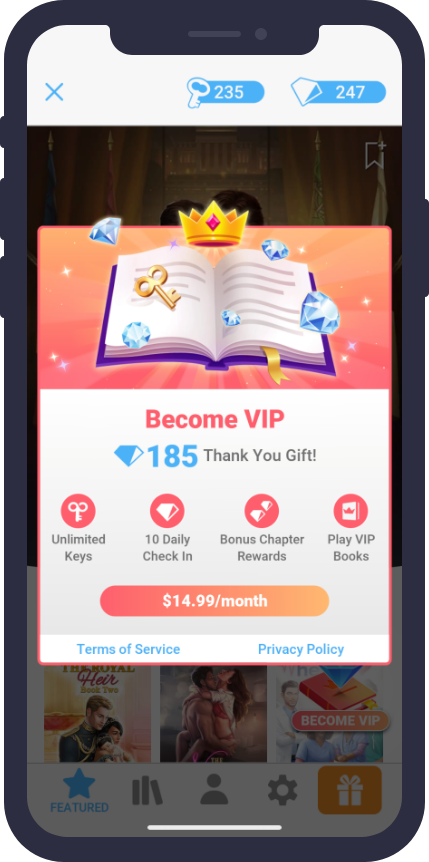 235
247
Become VIP
185 Thank You Gift!
Unlimited
Keys
10 Daily
Check In
Bonus Chapter
Rewards
Play VIP
Books
$14.99/month
Terms of Service
Privacy Policy
THE ROYAL
Heir
Book Two
BECOME VIP
FEATURED